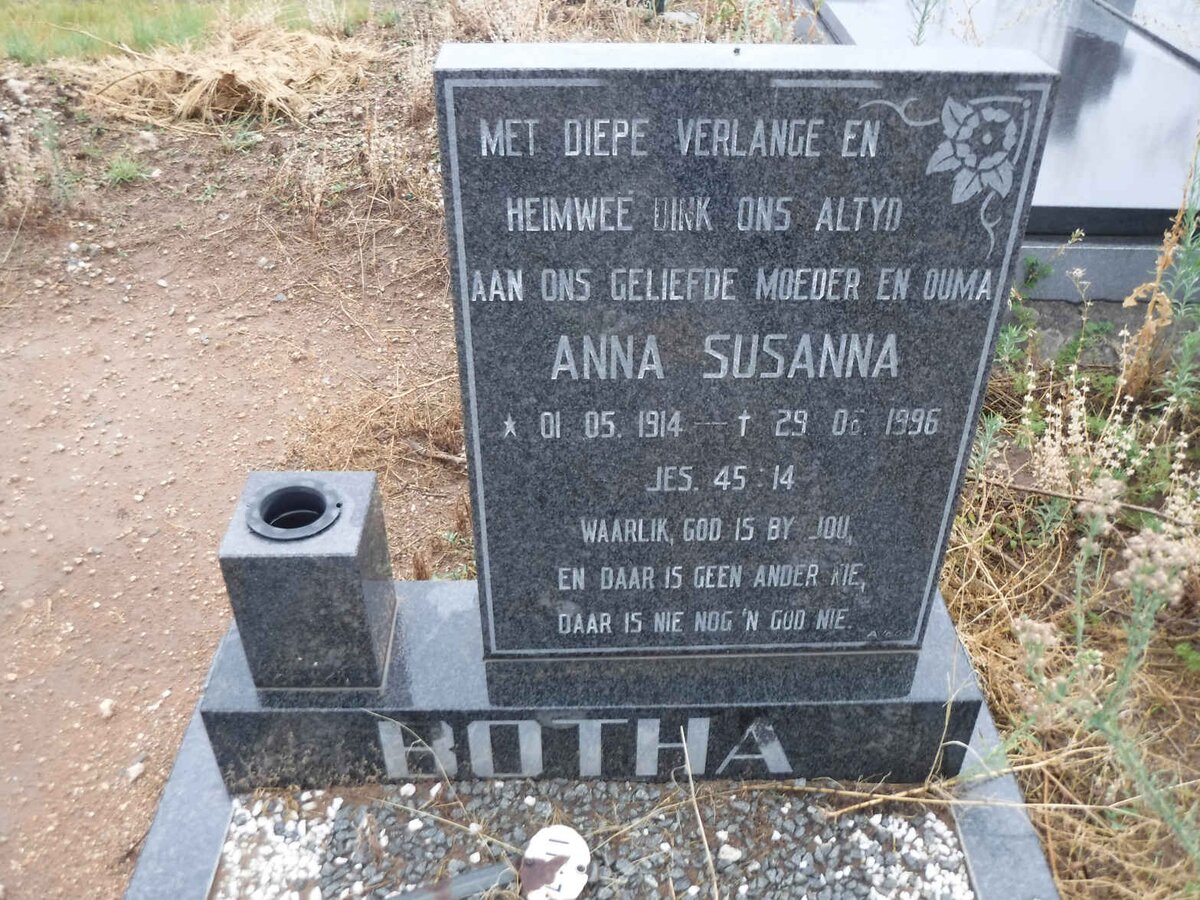 MET DIEPE VERLANGE EN
HEIMWEE DINK ONS ALTYD
AAN ONS GELIEFDE MOEDER EN OUMA
ANNA SUSANNA
★ 01 05. 1914 — † 29 06. 1996
JES. 45 : 14
WAARLIK, GOD IS BY JOU,
EN DAAR IS GEEN ANDER NIE,
DAAR IS NIE NOG 'N GOD NIE.
BOTHA